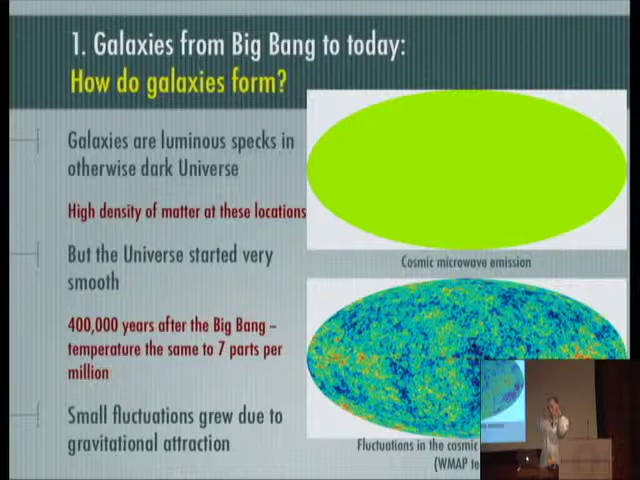 1. Galaxies from Big Bang to today:
How do galaxies form?
Galaxies are luminous specks in
otherwise dark Universe
High density of matter at these locations
But the Universe started very
smooth
400,000 years after the Big Bang –
temperature the same to 7 parts per
million
Small fluctuations grew due to
gravitational attraction
Cosmic microwave emission
Fluctuations in the cosmic
(WMAP